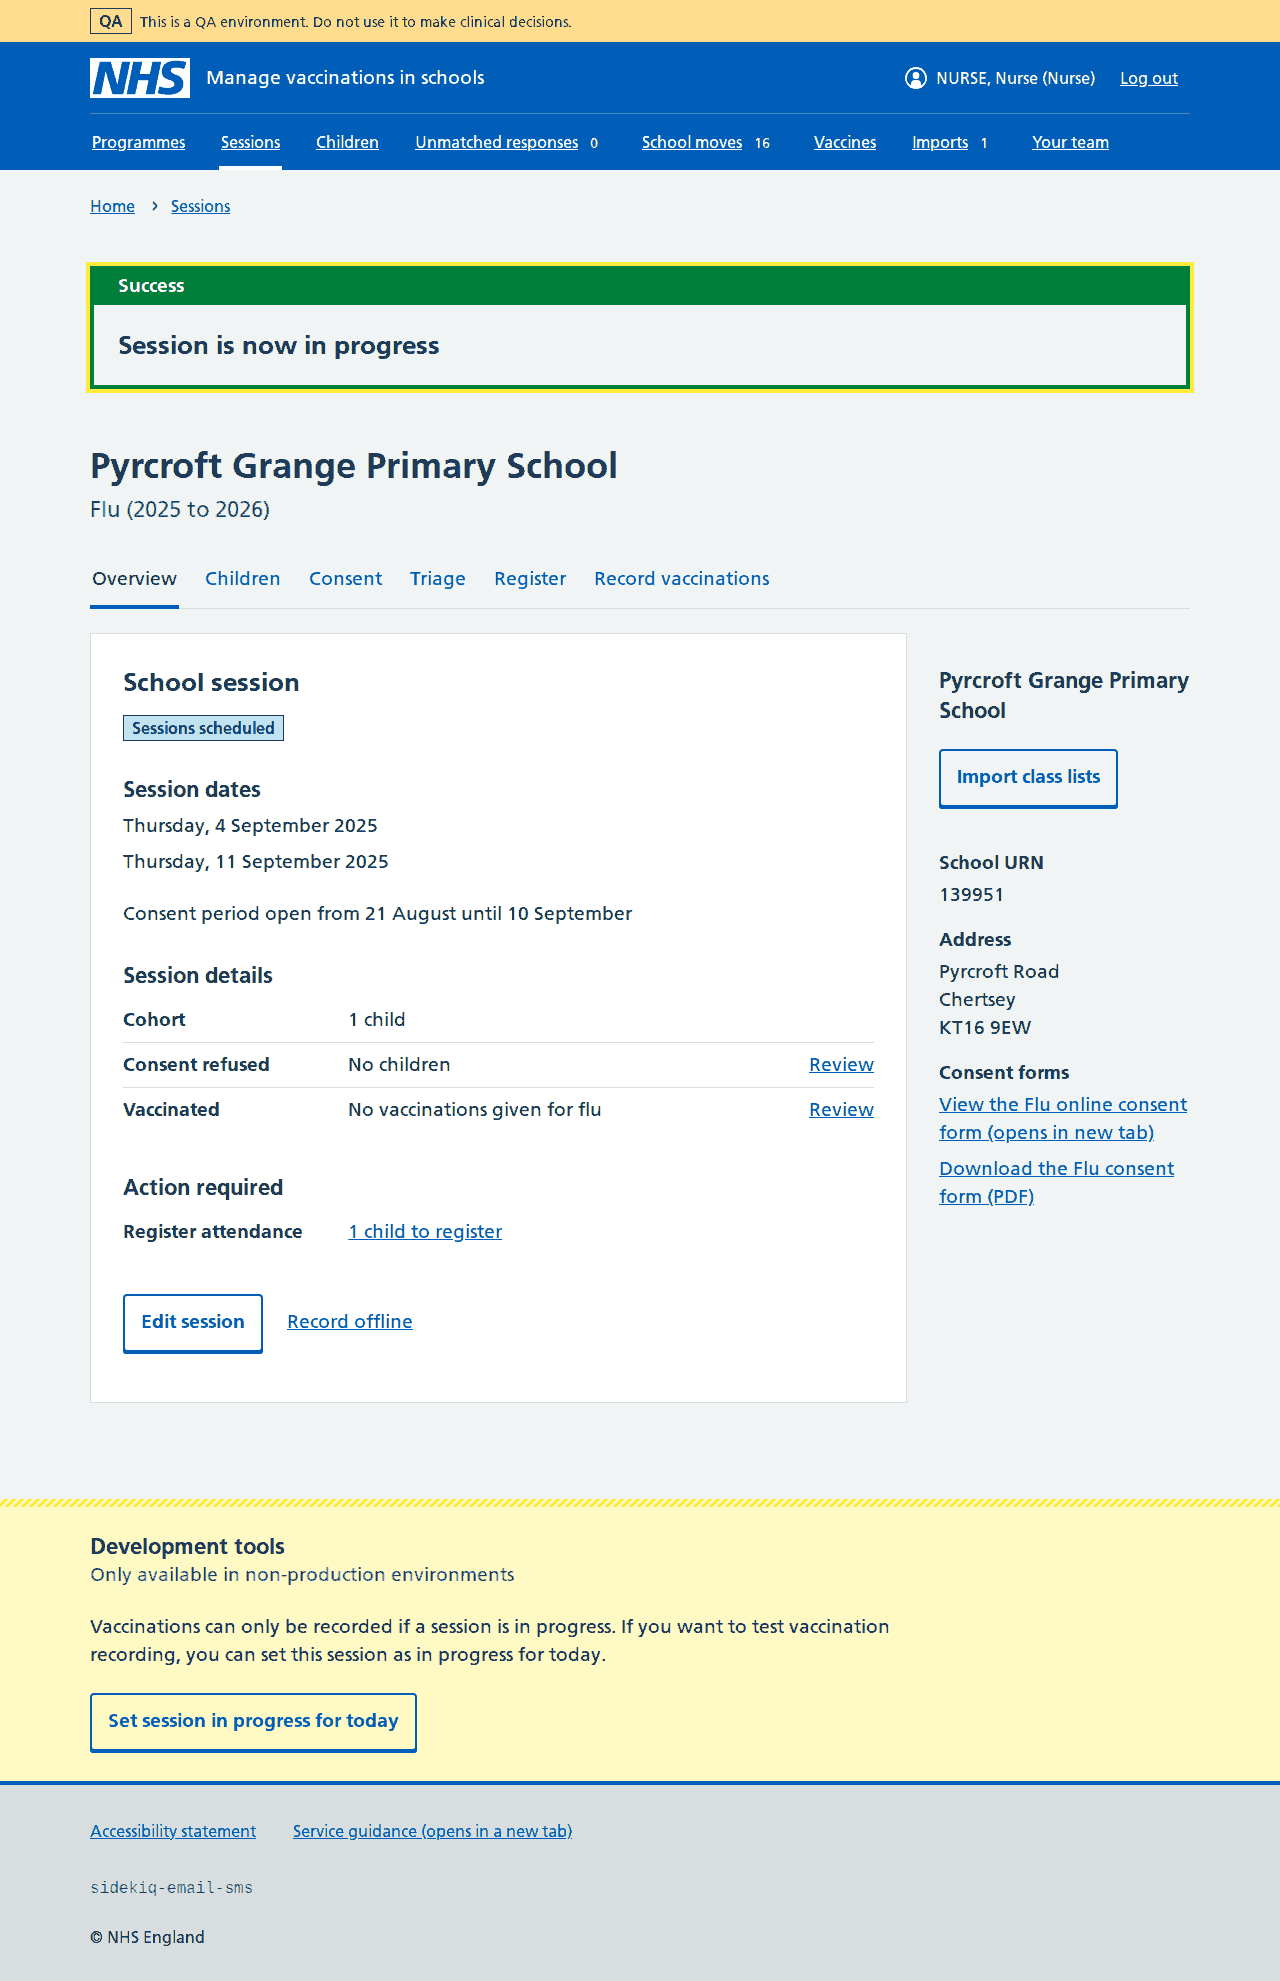 QA This is a QA environment. Do not use it to make clinical decisions.
NHS Manage vaccinations in schools NURSE, Nurse (Nurse) Log out
Programmes Sessions Children Unmatched responses 0 School moves 16 Vaccines Imports 1 Your team
Home › Sessions
Success
Session is now in progress
Pyrcroft Grange Primary School
Flu (2025 to 2026)
Overview Children Consent Triage Register Record vaccinations
School session
Sessions scheduled
Session dates
Thursday, 4 September 2025
Thursday, 11 September 2025
Consent period open from 21 August until 10 September
Session details
Cohort 1 child
Consent refused No children Review
Vaccinated No vaccinations given for flu Review
Action required
Register attendance 1 child to register
Edit session Record offline
Pyrcroft Grange Primary
School
Import class lists
School URN
139951
Address
Pyrcroft Road
Chertsey
KT16 9EW
Consent forms
View the Flu online consent
form (opens in new tab)
Download the Flu consent
form (PDF)
Development tools
Only available in non-production environments
Vaccinations can only be recorded if a session is in progress. If you want to test vaccination
recording, you can set this session as in progress for today.
Set session in progress for today
Accessibility statement Service guidance (opens in a new tab)
sidekiq-email-sms
© NHS England